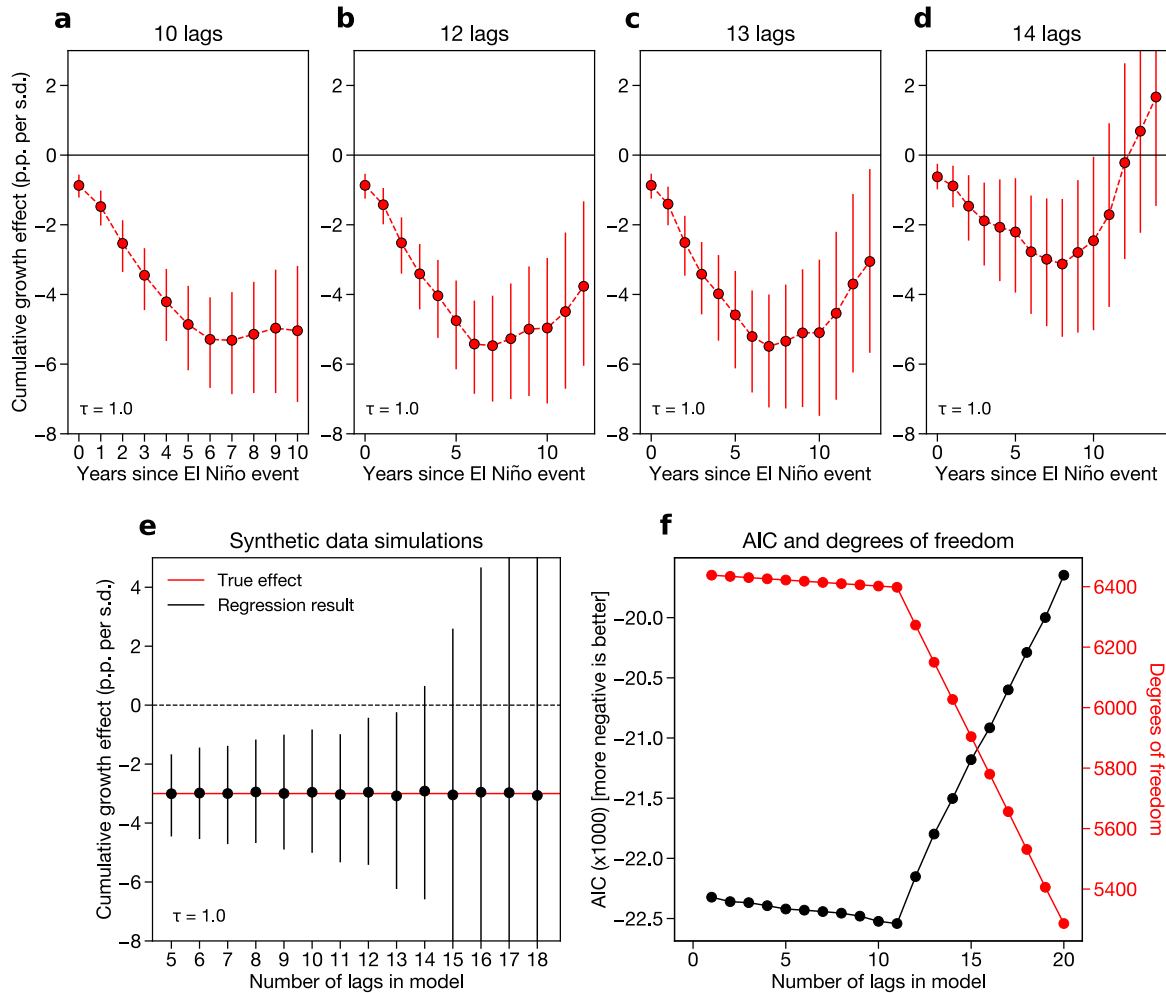 a
10 lags
b
12 lags
c
13 lags
d
14 lags
Cumulative growth effect (p.p. per s.d.)
2
0
−2
−4
−6
−8
τ = 1.0
0 1 2 3 4 5 6 7 8 9 10
Years since El Niño event
2
0
−2
−4
−6
−8
τ = 1.0
0 5 10
Years since El Niño event
2
0
−2
−4
−6
−8
τ = 1.0
0 5 10
Years since El Niño event
2
0
−2
−4
−6
−8
τ = 1.0
0 5 10
Years since El Niño event
e
Synthetic data simulations
True effect
Regression result
Cumulative growth effect (p.p. per s.d.)
4
2
0
−2
−4
−6
−8
τ = 1.0
5 6 7 8 9 10 11 12 13 14 15 16 17 18
Number of lags in model
f
AIC and degrees of freedom
AIC (x1000) [more negative is better]
−20.0
−20.5
−21.0
−21.5
−22.0
−22.5
6400
6200
6000
5800
5600
5400
Degrees of freedom
0 5 10 15 20
Number of lags in model